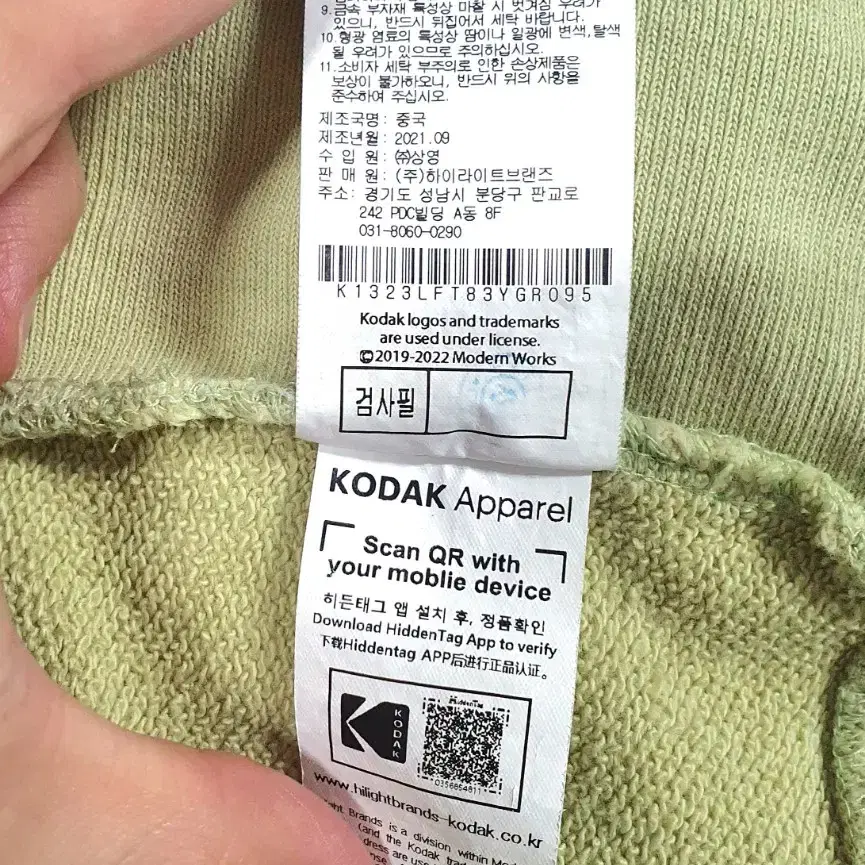 9.금속 부자재 특성상 마찰 시 벗겨짐 우려가
있으니, 반드시 뒤집어서 세탁 바랍니다.
10.형광 염료의 특성상 땀이나 일광에 변색,탈색
될 우려가 있으므로 주의하십시오.
11.소비자 세탁 부주의로 인한 손상제품은
보상이 불가하오니, 반드시 위의 사항을
준수하여 주십시오.
제조국명: 중국
제조년월: 2021.09
수 입 원: ㈜상영
판 매 원: (주)하이라이트브랜즈
주소: 경기도 성남시 분당구 판교로
242 PDC빌딩 A동 8F
031-8060-0290
K1323LFT83YGR095
Kodak logos and trademarks
are used under license.
©2019-2022 Modern Works
검사필
KODAK Apparel
Scan QR with
your moblie device
히든태그 앱 설치 후, 정품확인
Download HiddenTag App to verify
下载Hiddentag APP后进行正品认证。
HiddenTag
KODAK
www.hilightbrands-kodak.co.kr
Brands is a division within
(and the Kodak
are